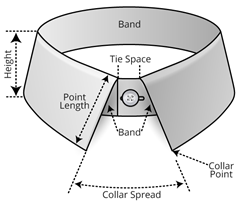 Band
Tie Space
Height
Point
Length
Band
Collar
Point
Collar Spread